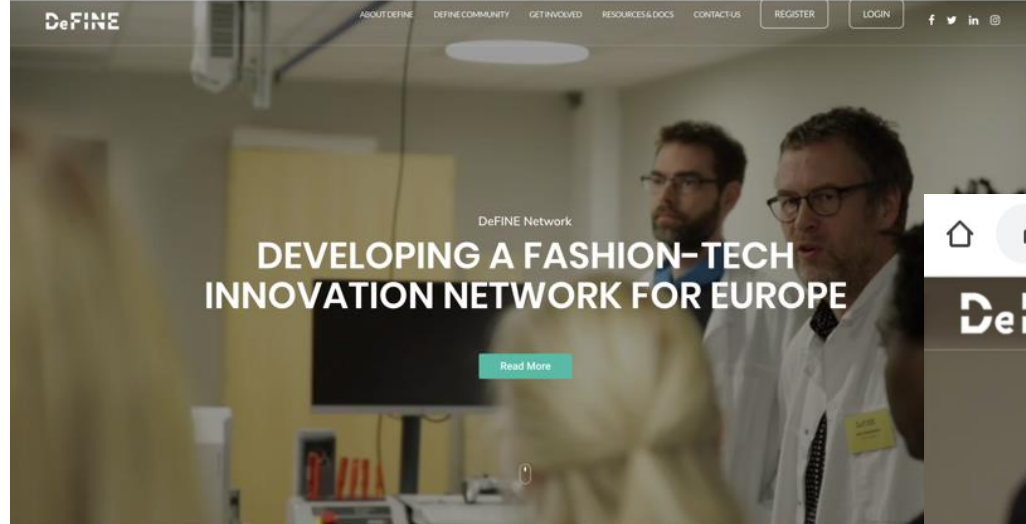 DeFINE
ABOUT DEFINE
DEFINE COMMUNITY
GET INVOLVED
RESOURCES & DOCS
CONTACT-US
REGISTER
LOGIN
DeFINE Network
DEVELOPING A FASHION-TECH
INNOVATION NETWORK FOR EUROPE
Read More
De